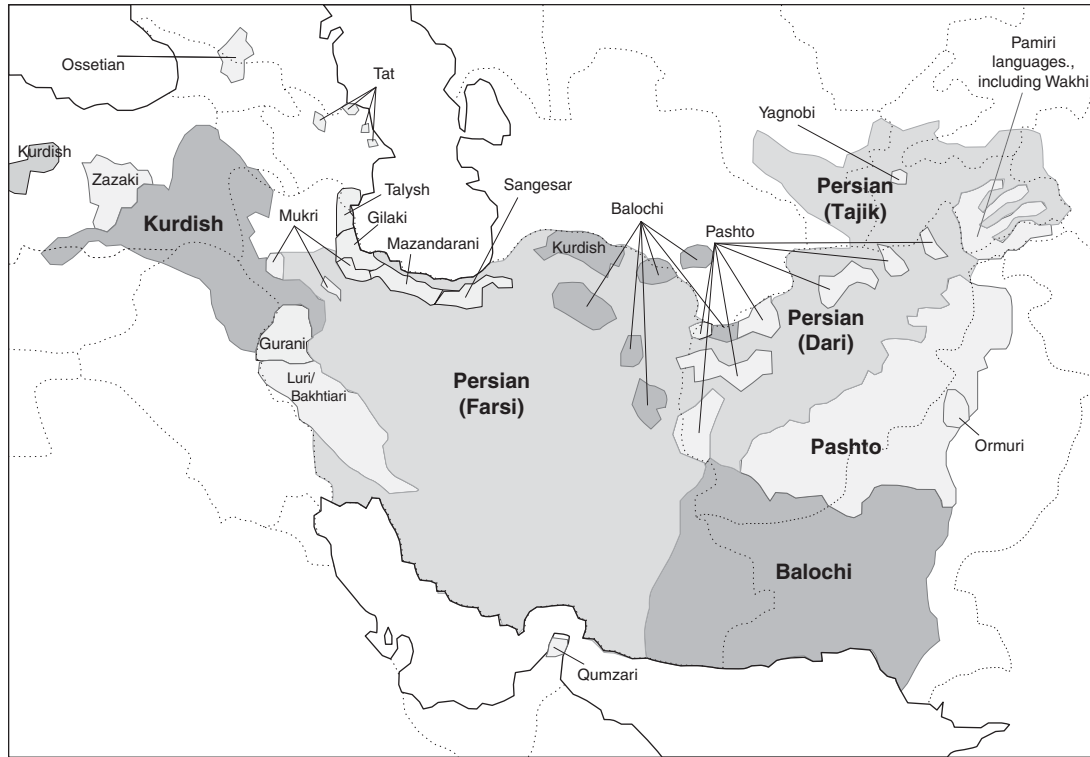 Ossetian
Tat
Pamiri
languages.,
including Wakhi
Yagnobi
Kurdish
Zazaki
Kurdish
Mukri
Talysh
Gilaki
Mazandarani
Sangesar
Kurdish
Balochi
Pashto
Persian
(Tajik)
Persian
(Dari)
Gurani
Luri/
Bakhtiari
Persian
(Farsi)
Pashto
Ormuri
Balochi
Qumzari